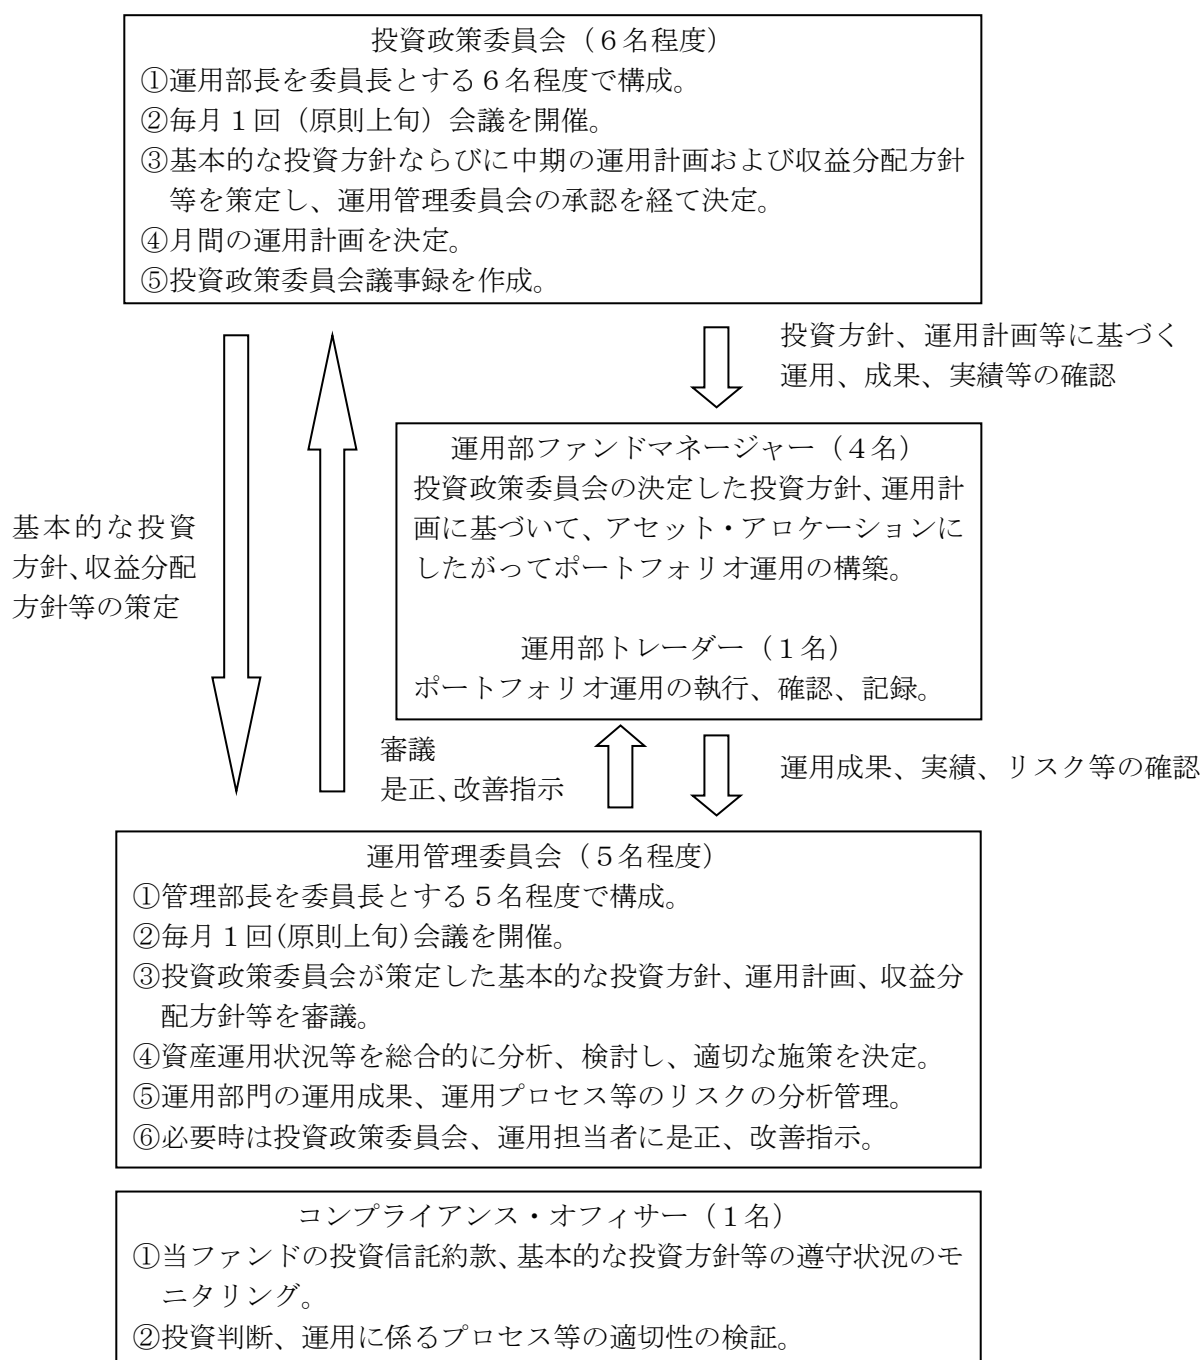 投資政策委員会（６名程度）
①運用部長を委員長とする６名程度で構成。
②毎月１回（原則上旬）会議を開催。
③基本的な投資方針ならびに中期の運用計画および収益分配方針
等を策定し、運用管理委員会の承認を経て決定。
④月間の運用計画を決定。
⑤投資政策委員会議事録を作成。
投資方針、運用計画等に基づく
運用、成果、実績等の確認
運用部ファンドマネージャー（４名）
投資政策委員会の決定した投資方針、運用計
画に基づいて、アセット・アロケーションに
したがってポートフォリオ運用の構築。
運用部トレーダー（１名）
ポートフォリオ運用の執行、確認、記録。
基本的な投資
方針、収益分配
方針等の策定
審議
是正、改善指示
運用成果、実績、リスク等の確認
運用管理委員会（５名程度）
①管理部長を委員長とする５名程度で構成。
②毎月１回(原則上旬)会議を開催。
③投資政策委員会が策定した基本的な投資方針、運用計画、収益分
配方針等を審議。
④資産運用状況等を総合的に分析、検討し、適切な施策を決定。
⑤運用部門の運用成果、運用プロセス等のリスクの分析管理。
⑥必要時は投資政策委員会、運用担当者に是正、改善指示。
コンプライアンス・オフィサー（１名）
①当ファンドの投資信託約款、基本的な投資方針等の遵守状況のモ
ニタリング。
②投資判断、運用に係るプロセス等の適切性の検証。